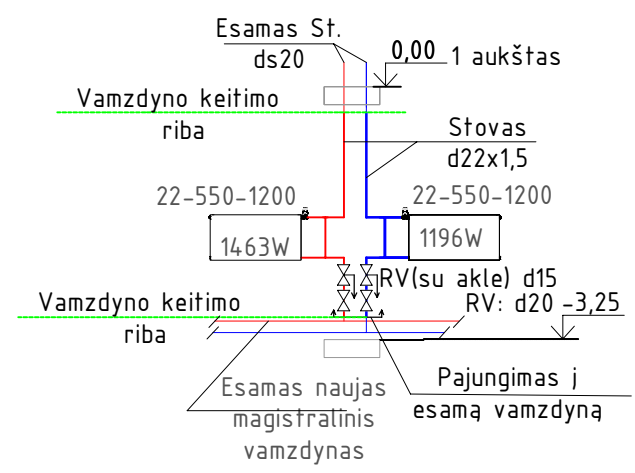 Esamas St.
ds20
0,00 1 aukštas
Vamzdyno keitimo
riba
Stovas
d22x1,5
22-550-1200
22-550-1200
1463W
1196W
RV(su akle) d15
RV: d20 -3,25
Vamzdyno keitimo
riba
Esamas naujas
magistralinis
vamzdynas
Pajungimas į
esamą vamzdyną